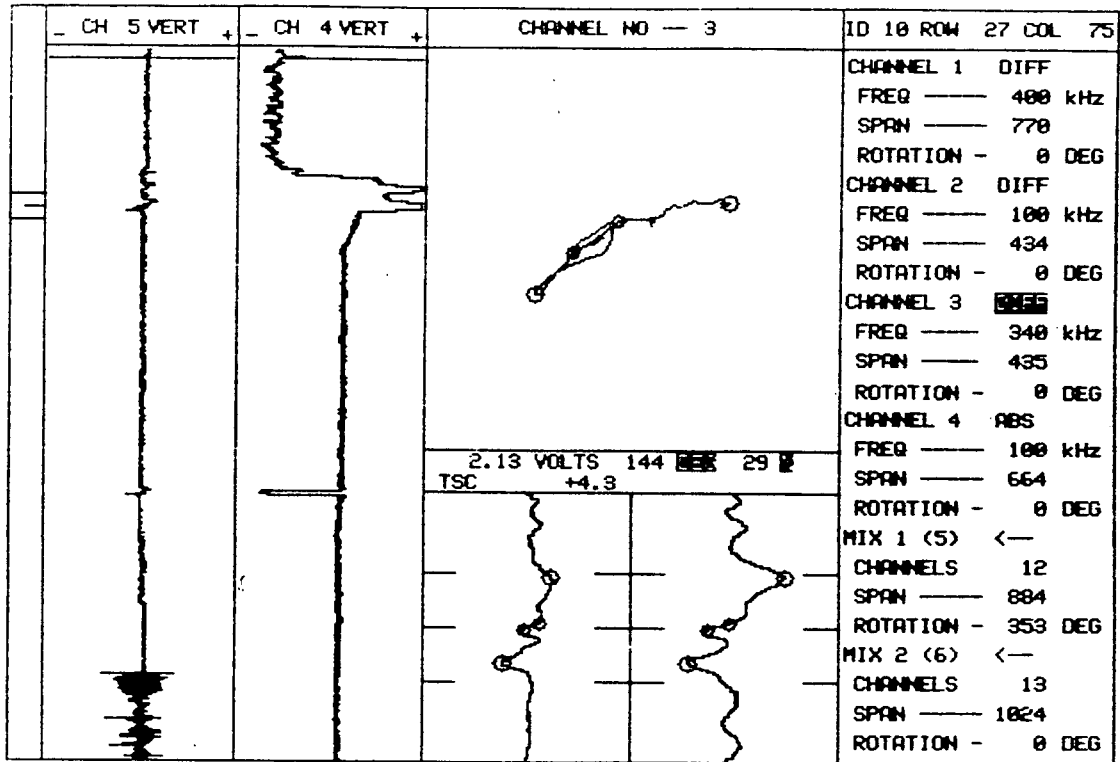 _ CH 5 VERT +
_ CH 4 VERT +
CHANNEL NO -- 3
ID 10 ROW 27 COL 75
CHANNEL 1 DIFF
FREQ ---- 400 kHz
SPAN ---- 770
ROTATION - 0 DEG
CHANNEL 2 DIFF
FREQ ---- 100 kHz
SPAN ---- 434
ROTATION - 0 DEG
CHANNEL 3 DIFF
FREQ ---- 340 kHz
SPAN ---- 435
ROTATION - 0 DEG
CHANNEL 4 ABS
FREQ ---- 100 kHz
SPAN ---- 664
ROTATION - 0 DEG
MIX 1 (5) <--
CHANNELS 12
SPAN ---- 884
ROTATION - 353 DEG
MIX 2 (6) <--
CHANNELS 13
SPAN ---- 1024
ROTATION - 0 DEG
2.13 VOLTS 144 29
TSC +4.3